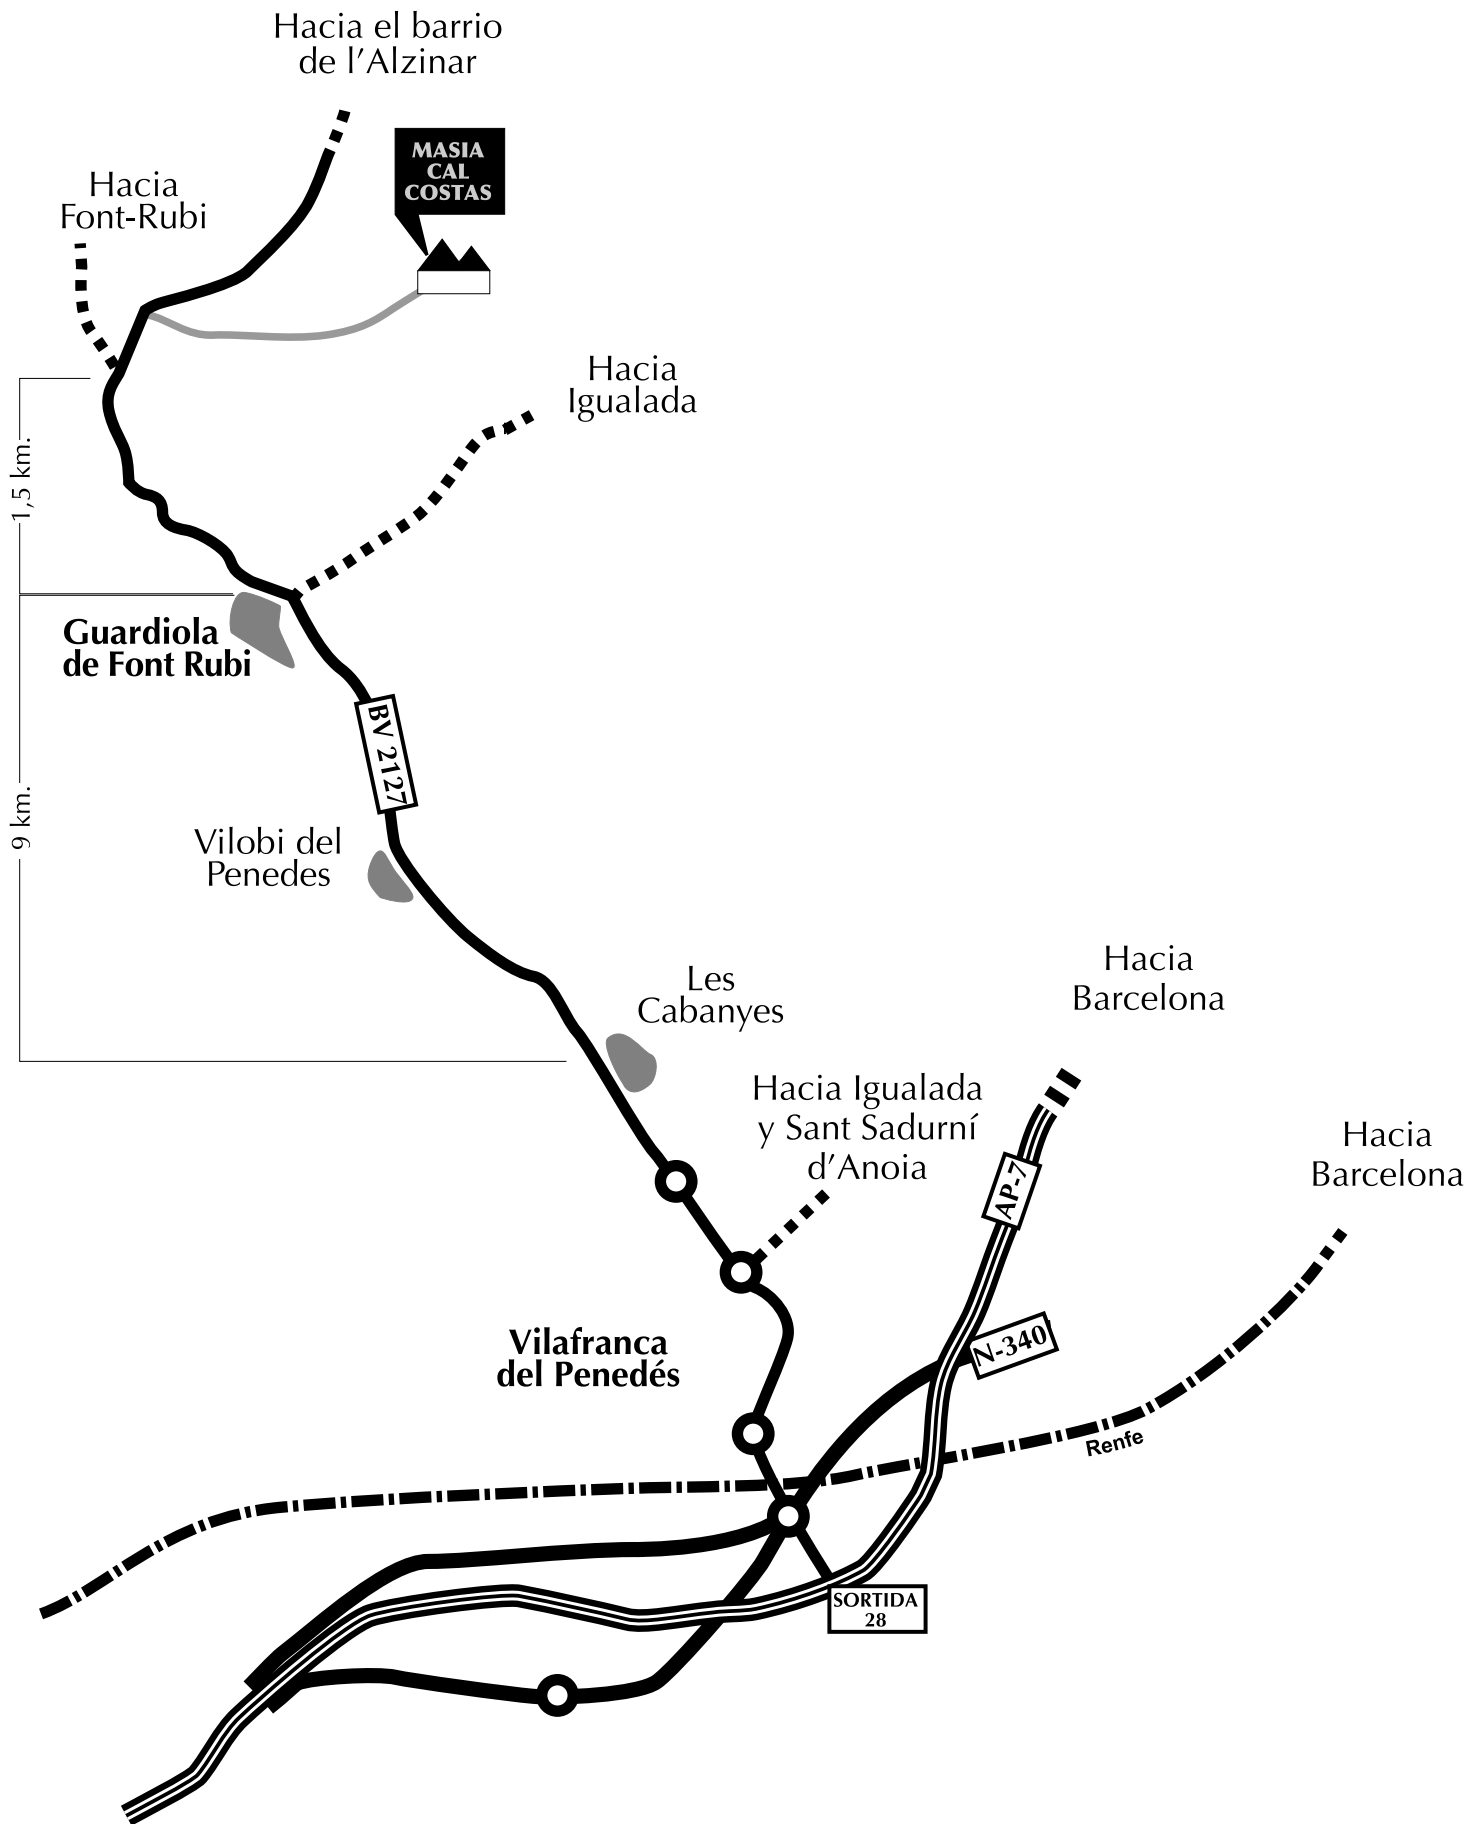 Hacia el barrio
de l'Alzinar
MASIA
CAL
COSTAS
Hacia
Font-Rubi
Hacia
Igualada
1,5 km.
Guardiola
de Font Rubi
BV 2127
9 km.
Vilobi del
Penedes
Les
Cabanyes
Hacia
Barcelona
Hacia Igualada
y Sant Sadurní
d'Anoia
Hacia
Barcelona
AP-7
Vilafranca
del Penedés
N-340
Renfe
SORTIDA
28